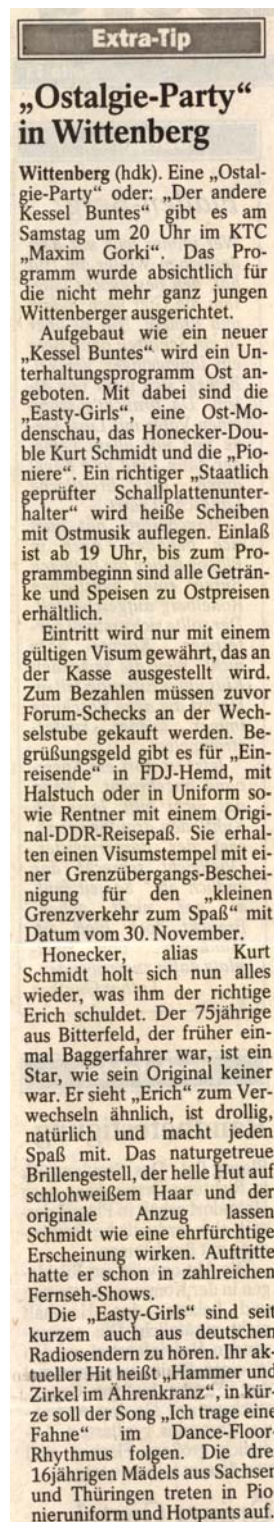 Extra-Tip
„Ostalgie-Party“
in Wittenberg
Wittenberg (hdk). Eine „Ostal-
gie-Party“ oder: „Der andere
Kessel Buntes“ gibt es am
Samstag um 20 Uhr im KTC
„Maxim Gorki“. Das Pro-
gramm wurde absichtlich für
die nicht mehr ganz jungen
Wittenberger ausgerichtet.
Aufgebaut wie ein neuer
„Kessel Buntes“ wird ein Un-
terhaltungsprogramm Ost an-
geboten. Mit dabei sind die
„Easty-Girls“, eine Ost-Mo-
denschau, das Honecker-Dou-
ble Kurt Schmidt und die „Pio-
niere“. Ein richtiger „Staatlich
geprüfter Schallplattenunter-
halter“ wird heiße Scheiben
mit Ostmusik auflegen. Einlaß
ist ab 19 Uhr, bis zum Pro-
grammbeginn sind alle Geträn-
ke und Speisen zu Ostpreisen
erhältlich.
Eintritt wird nur mit einem
gültigen Visum gewährt, das an
der Kasse ausgestellt wird.
Zum Bezahlen müssen zuvor
Forum-Schecks an der Wech-
selstube gekauft werden. Be-
grüßungsgeld gibt es für „Ein-
reisende“ in FDJ-Hemd, mit
Halstuch oder in Uniform so-
wie Rentner mit einem Origi-
nal-DDR-Reisepaß. Sie erhal-
ten einen Visumstempel mit ei-
ner Grenzübergangs-Beschei-
nigung für den „kleinen
Grenzverkehr zum Spaß“ mit
Datum vom 30. November.
Honecker, alias Kurt
Schmidt holt sich nun alles
wieder, was ihm der richtige
Erich schuldet. Der 75jährige
aus Bitterfeld, der früher ein-
mal Baggerfahrer war, ist ein
Star, wie sein Original keiner
war. Er sieht „Erich“ zum Ver-
wechseln ähnlich, ist drollig,
natürlich und macht jeden
Spaß mit. Das naturgetreue
Brillengestell, der helle Hut auf
schlohweißem Haar und der
originale Anzug lassen
Schmidt wie eine ehrfürchtige
Erscheinung wirken. Auftritte
hatte er schon in zahlreichen
Fernseh-Shows.
Die „Easty-Girls“ sind seit
kurzem auch aus deutschen
Radiosendern zu hören. Ihr ak-
tueller Hit heißt „Hammer und
Zirkel im Ährenkranz“, in kür-
ze soll der Song „Ich trage eine
Fahne“ im Dance-Floor-
Rhythmus folgen. Die drei
16jährigen Mädels aus Sachsen
und Thüringen treten in Pio-
nieruniform und Hotpants auf.